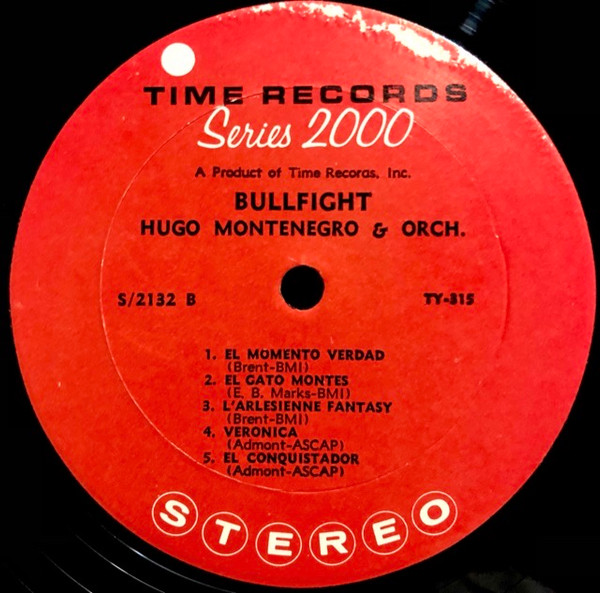 TIME RECORDS
Series 2000
A Product of Time Records, Inc.
BULLFIGHT
HUGO MONTENEGRO & ORCH.
S/2132 B TY-815
1. EL MOMENTO VERDAD
(Brent-BMI)
2. EL GATO MONTES
(E. B. Marks-BMI)
3. L'ARLESIENNE FANTASY
(Brent-BMI)
4. VERONICA
(Admont-ASCAP)
5. EL CONQUISTADOR
(Admont-ASCAP)
STEREO